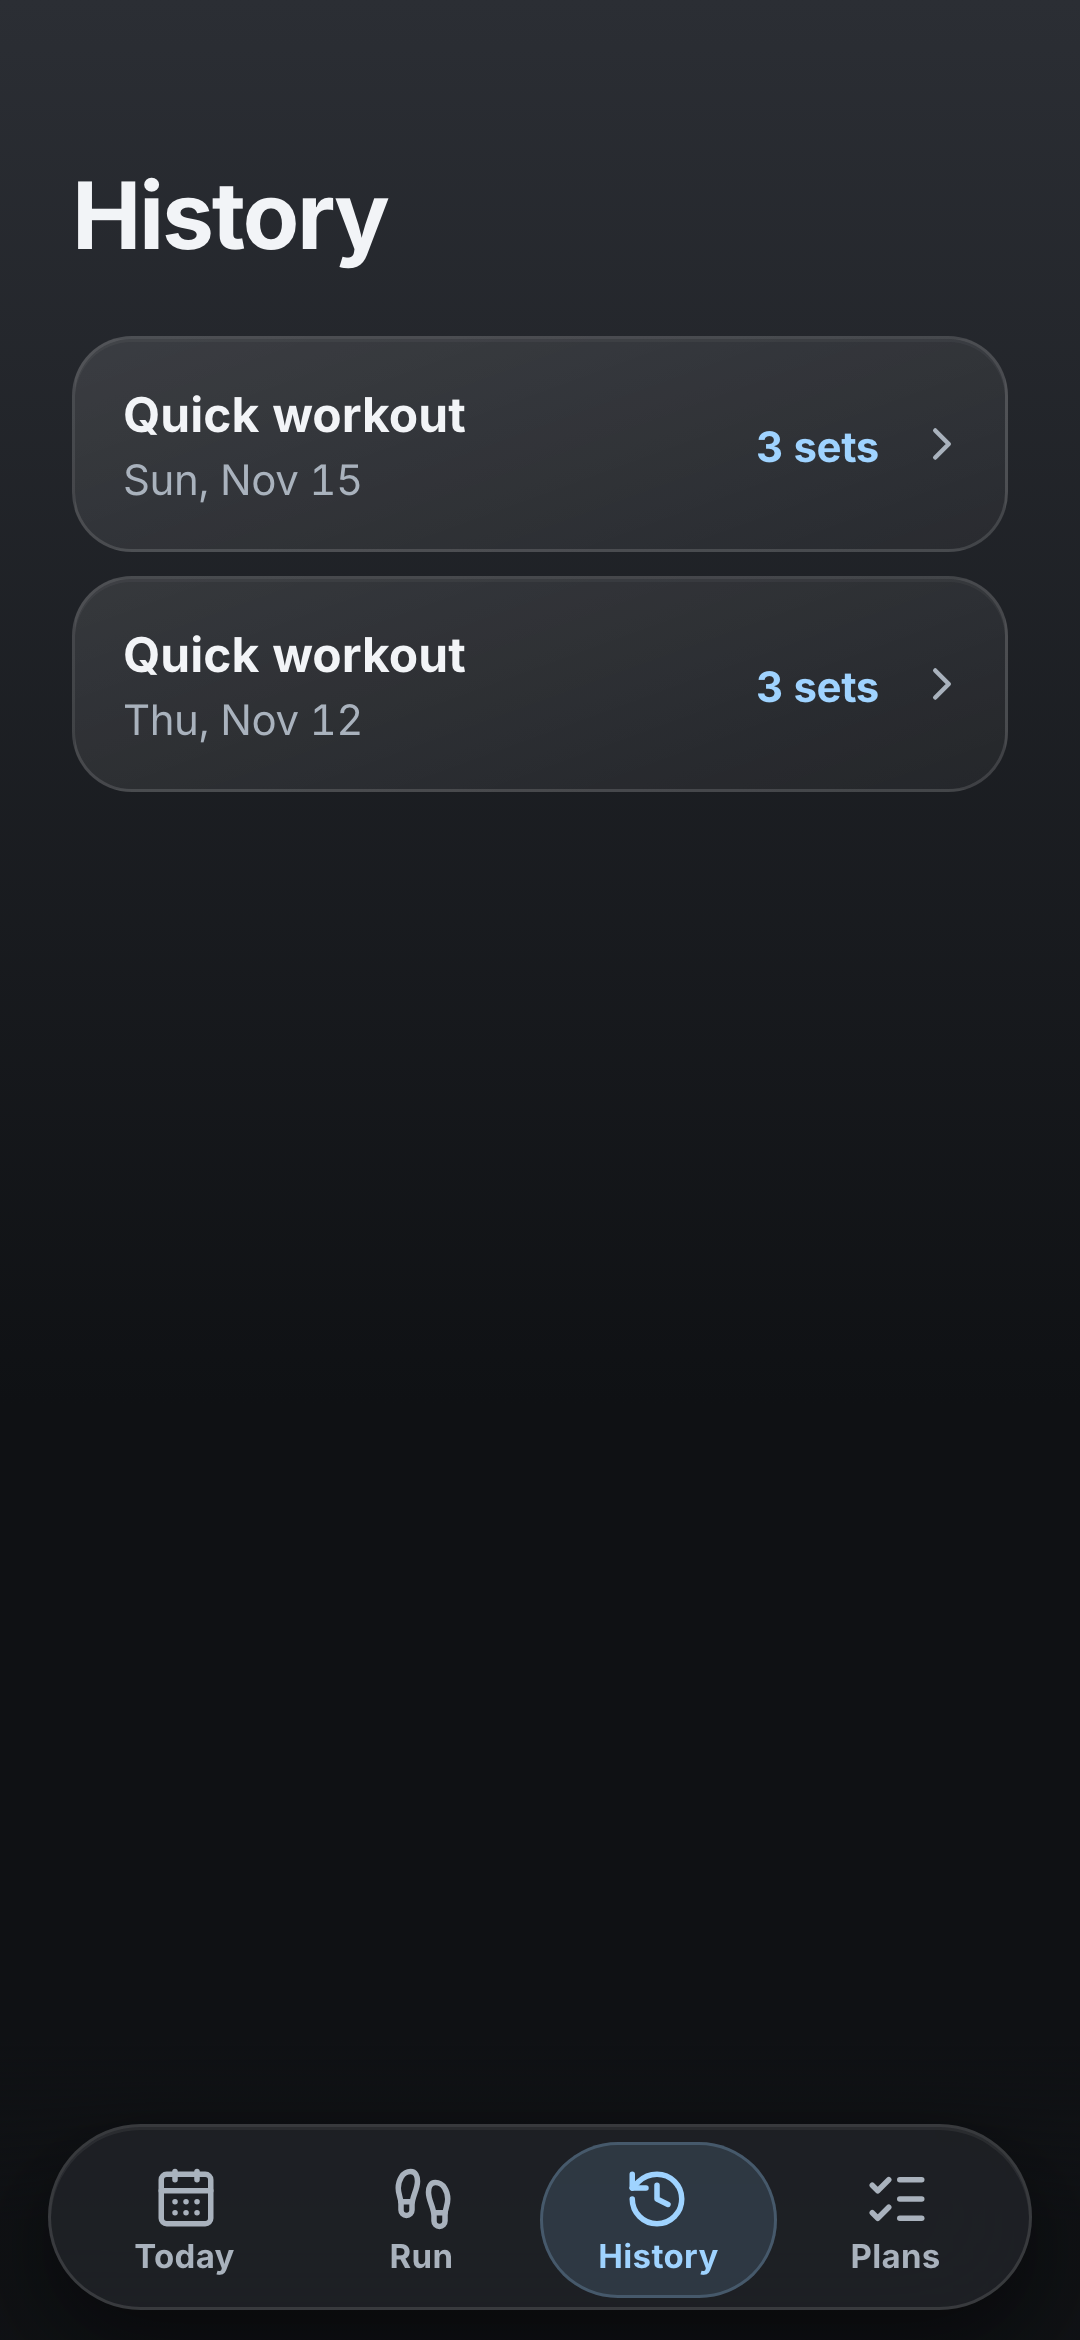 History
Quick workout
Sun, Nov 15
3 sets
Quick workout
Thu, Nov 12
3 sets
Today
Run
History
Plans